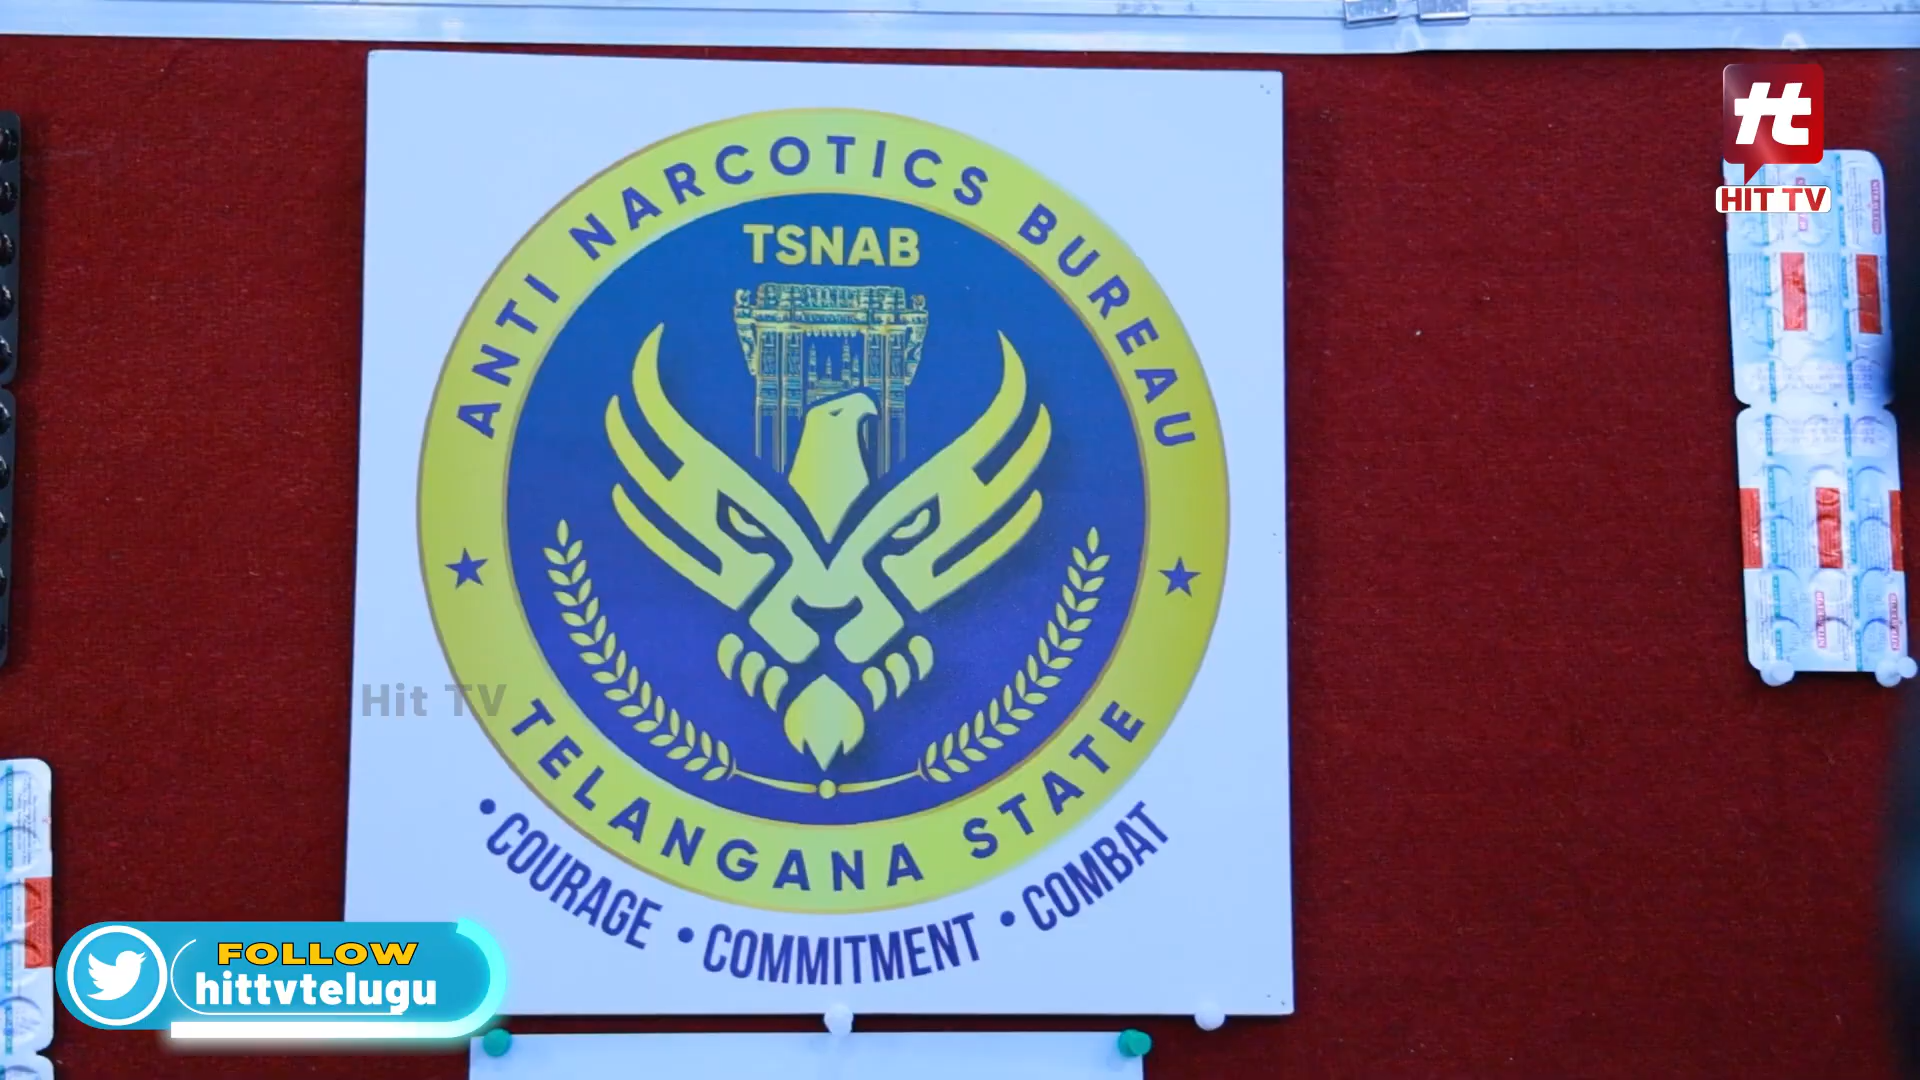 HIT TV
ANTI NARCOTICS BUREAU
TSNAB
Hit TV
TELANGANA STATE
• COURAGE • COMMITMENT • COMBAT
FOLLOW
hittvtelugu